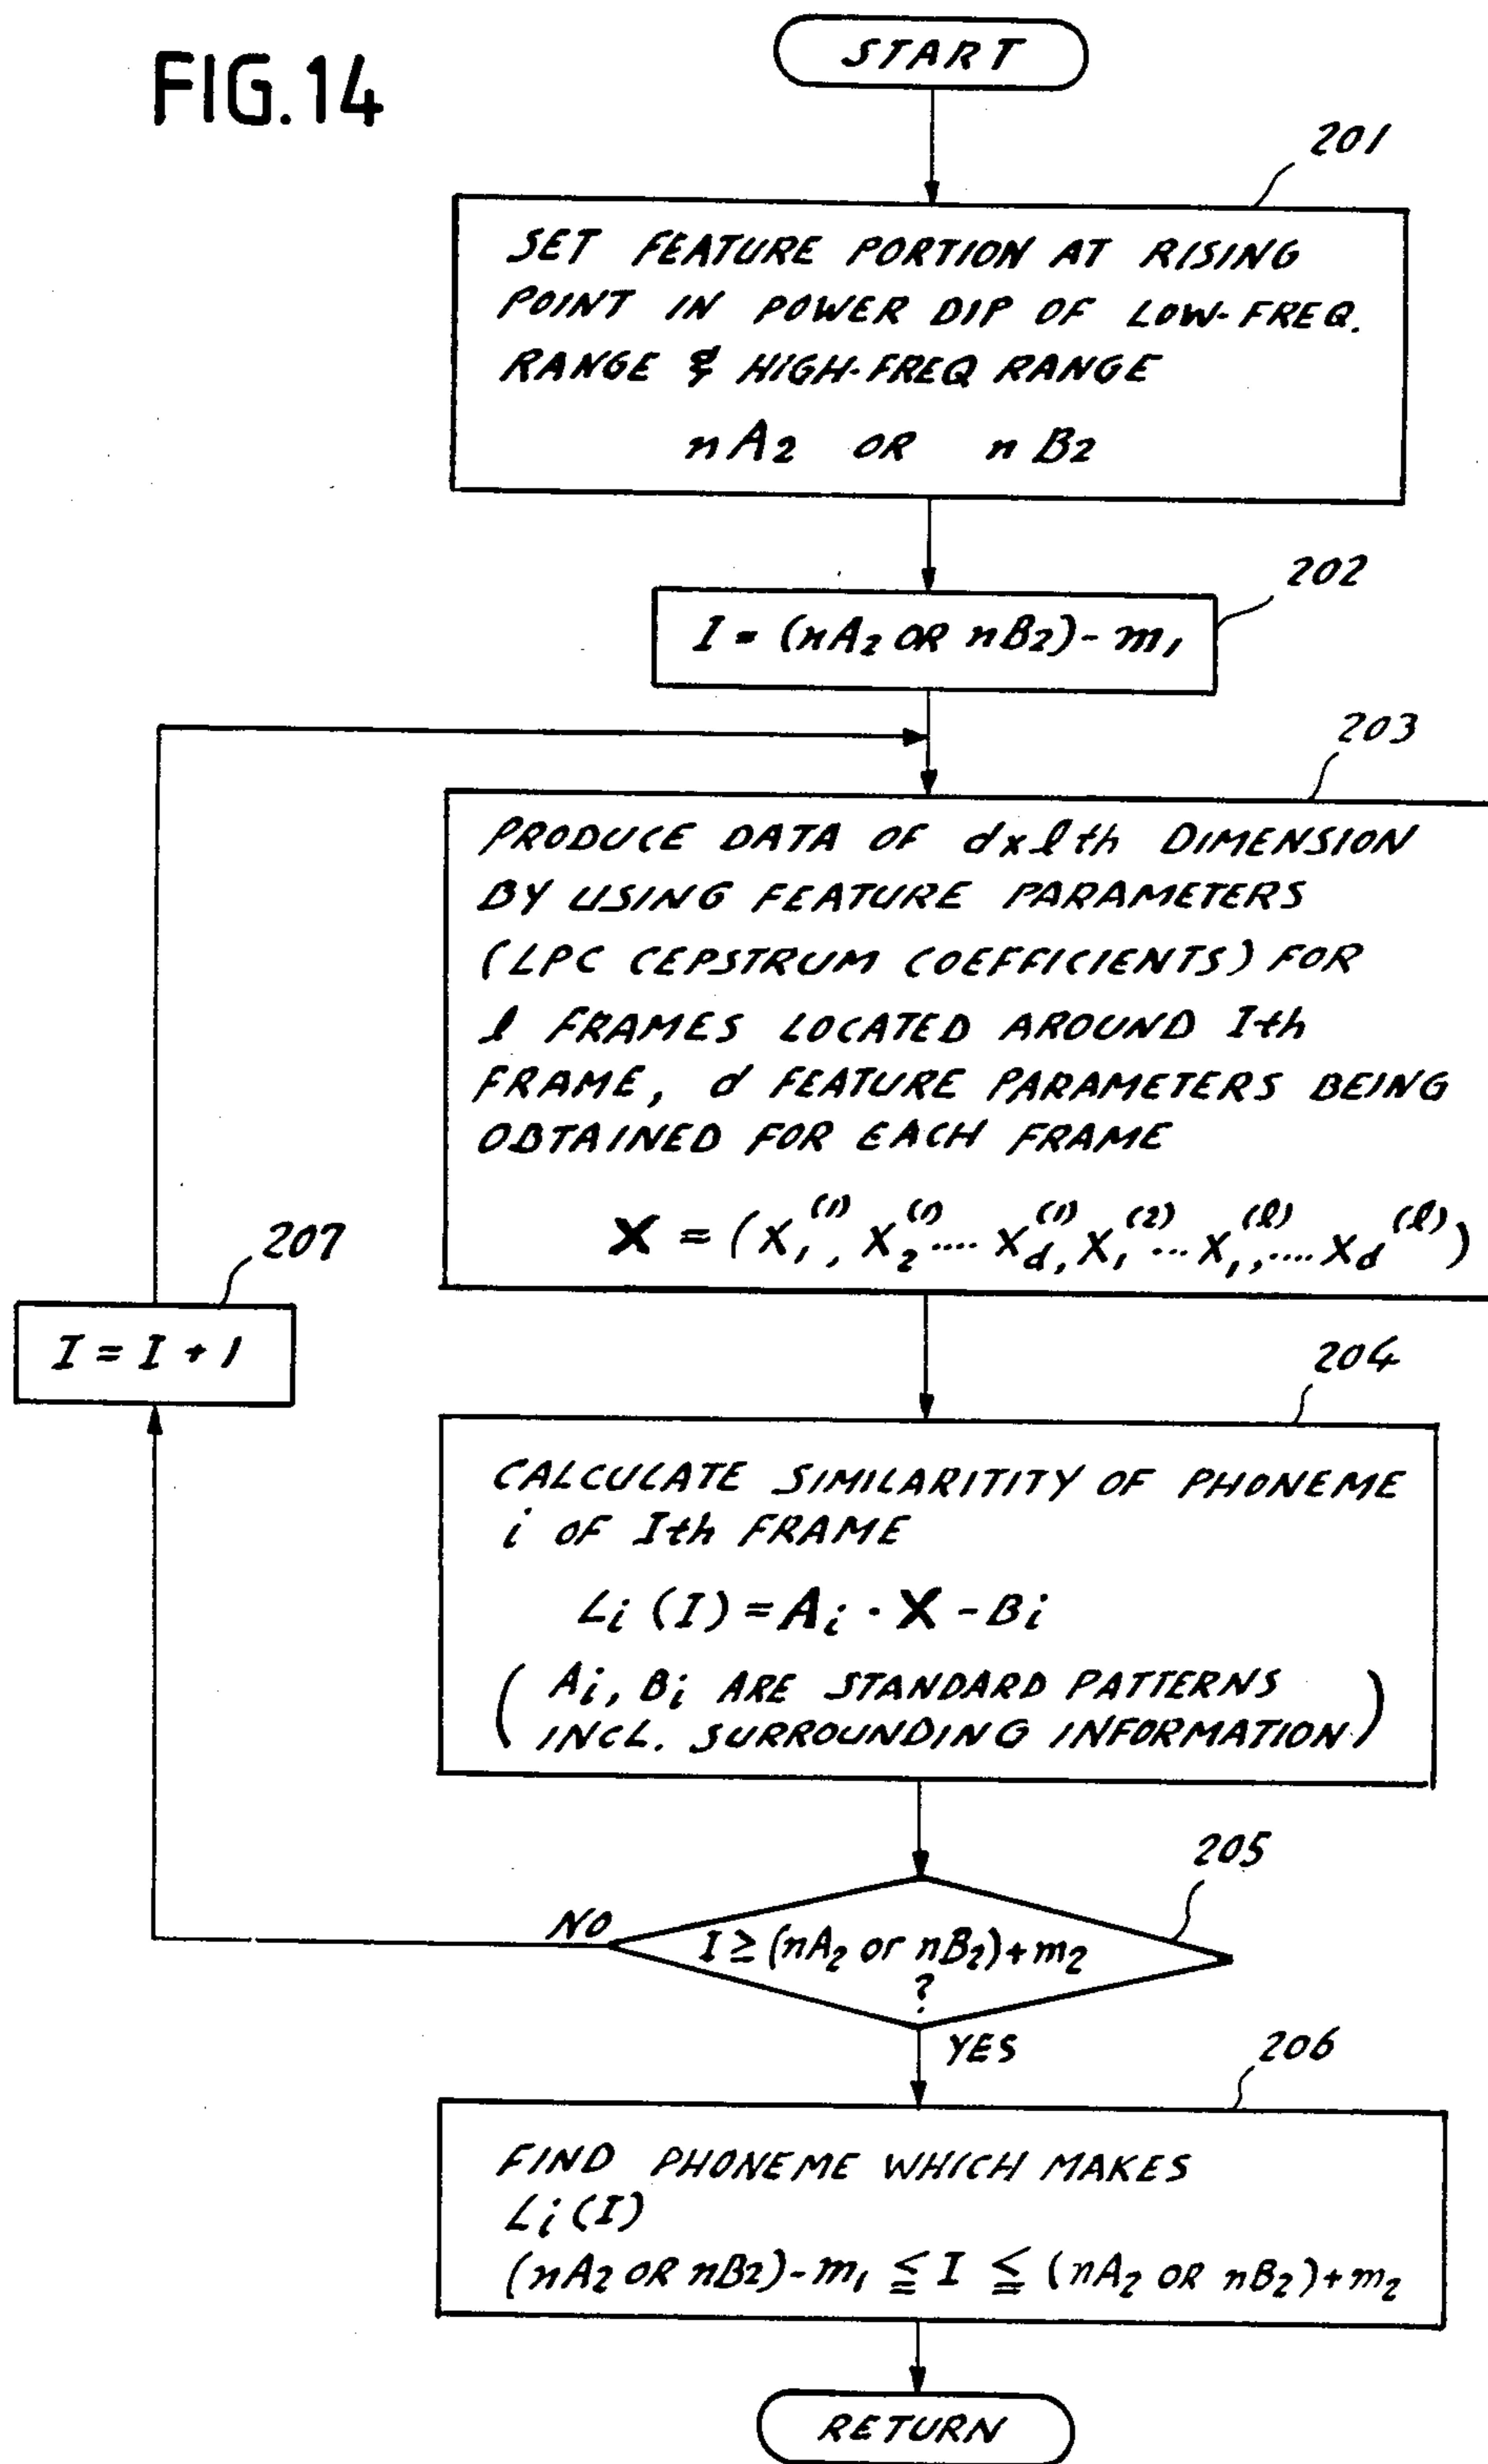 FIG.14
START
201
SET FEATURE PORTION AT RISING
POINT IN POWER DIP OF LOW-FREQ.
RANGE & HIGH-FREQ RANGE
nA₂ OR nB₂
202
I = (nA₂ OR nB₂) - m₁
203
PRODUCE DATA OF d×lth DIMENSION
BY USING FEATURE PARAMETERS
(LPC CEPSTRUM COEFFICIENTS) FOR
l FRAMES LOCATED AROUND Ith
FRAME, d FEATURE PARAMETERS BEING
OBTAINED FOR EACH FRAME
X = (X₁⁽¹⁾, X₂⁽¹⁾.... X_d⁽¹⁾, X₁⁽²⁾... X₁⁽ˡ⁾,.... X_d⁽ˡ⁾)
207
I = I + 1
204
CALCULATE SIMILARITITY OF PHONEME
i OF Ith FRAME
Li (I) = Ai · X - Bi
( Ai, Bi ARE STANDARD PATTERNS
INCL. SURROUNDING INFORMATION )
205
NO
I ≧ (nA₂ or nB₂) + m₂
?
YES
206
FIND PHONEME WHICH MAKES
Li (I)
(nA₂ OR nB₂) - m₁ ≦ I ≦ (nA₂ OR nB₂) + m₂
RETURN